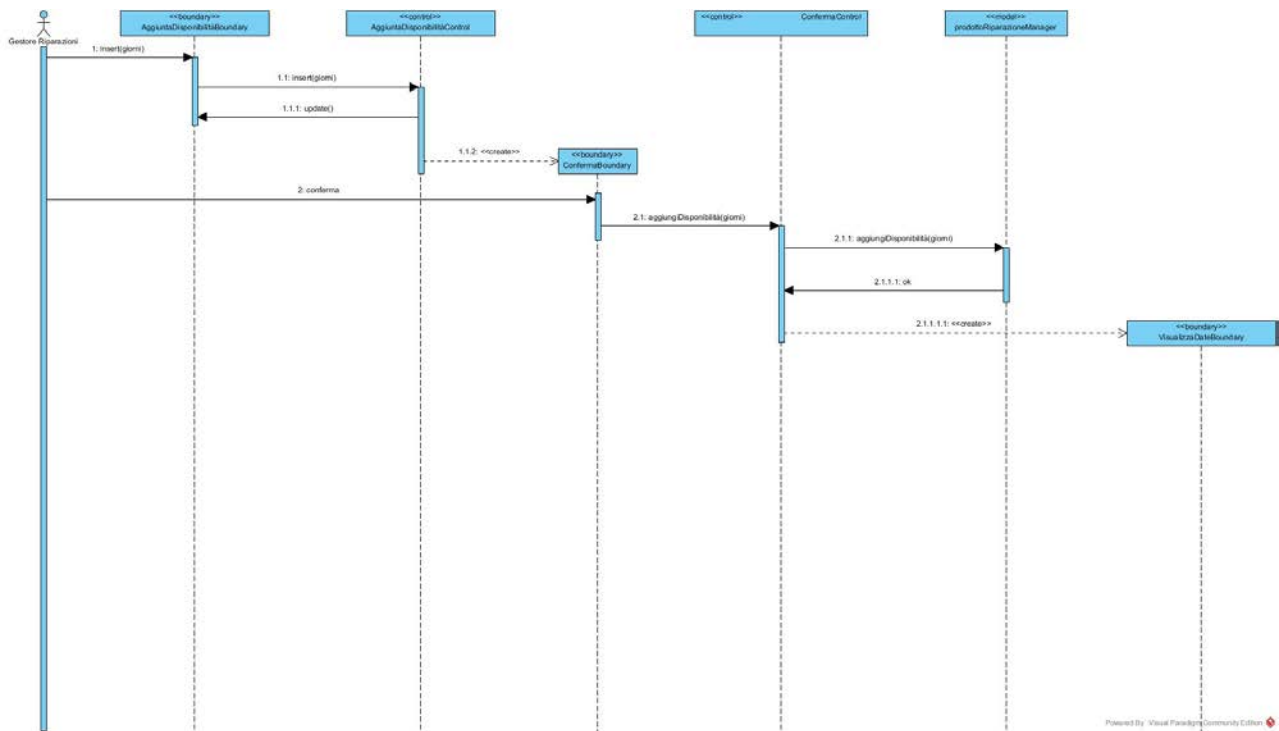 <<boundary>>
AggiuntaDisponibilitàBoundary
<<control>>
AggiuntaDisponibilitàControl
<<control>> ConfermaControl
<<model>>
prodottoRiparazioneManager
Gestore Riparazioni
1: insert(giorni)
1.1: insert(giorni)
1.1.1: update()
1.1.2: <<create>>
<<boundary>>
ConfermaBoundary
2: conferma
2.1: aggiungiDisponibilità(giorni)
2.1.1: aggiungiDisponibilità(giorni)
2.1.1.1: ok
2.1.1.1.1: <<create>>
<<boundary>>
VisualizzaDateBoundary
Powered By Visual Paradigm Community Edition